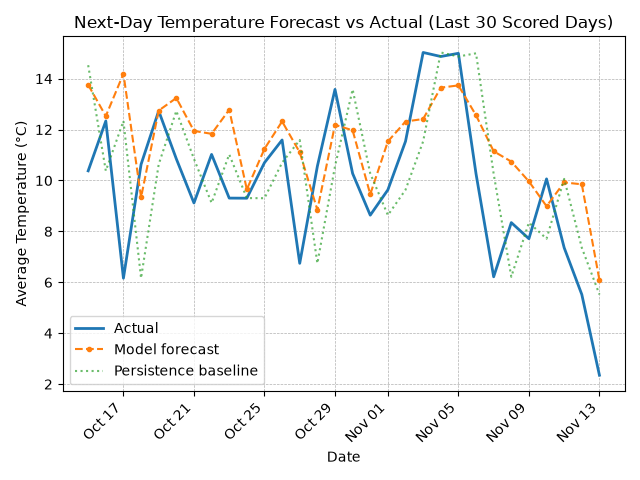 Next-Day Temperature Forecast vs Actual (Last 30 Scored Days)
Average Temperature (°C)
14
12
10
8
6
4
2
Actual
Model forecast
Persistence baseline
Oct 17
Oct 21
Oct 25
Oct 29
Nov 01
Nov 05
Nov 09
Nov 13
Date